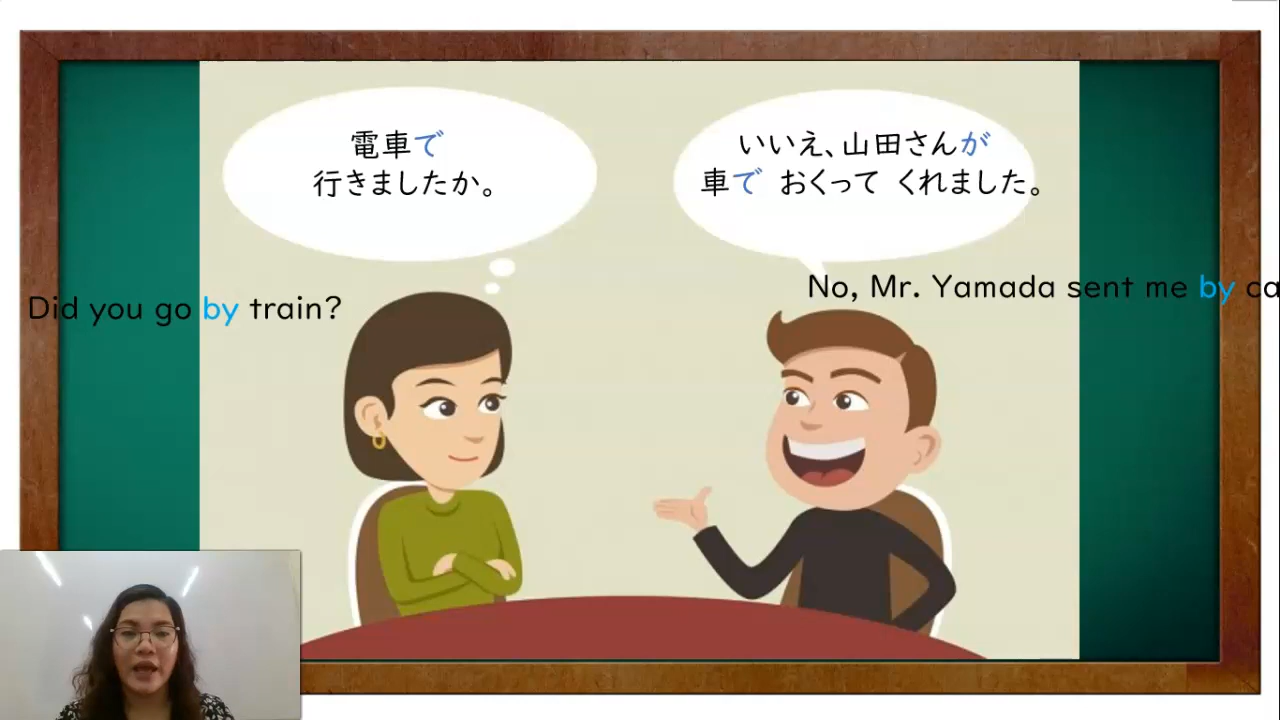 電車で
行きましたか。
いいえ、山田さんが
車で おくって くれました。
Did you go by train?
No, Mr. Yamada sent me by ca